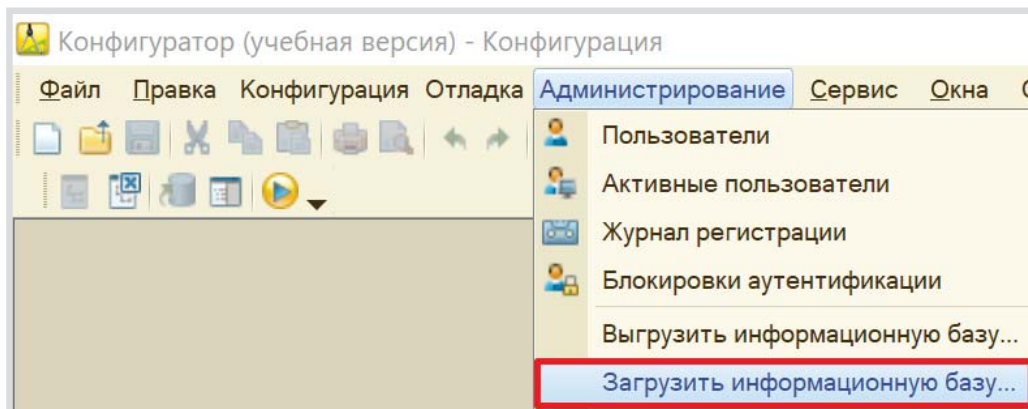 Конфигуратор (учебная версия) - Конфигурация
Файл Правка Конфигурация Отладка Администрирование Сервис Окна
Пользователи
Активные пользователи
Журнал регистрации
Блокировки аутентификации
Выгрузить информационную базу...
Загрузить информационную базу...